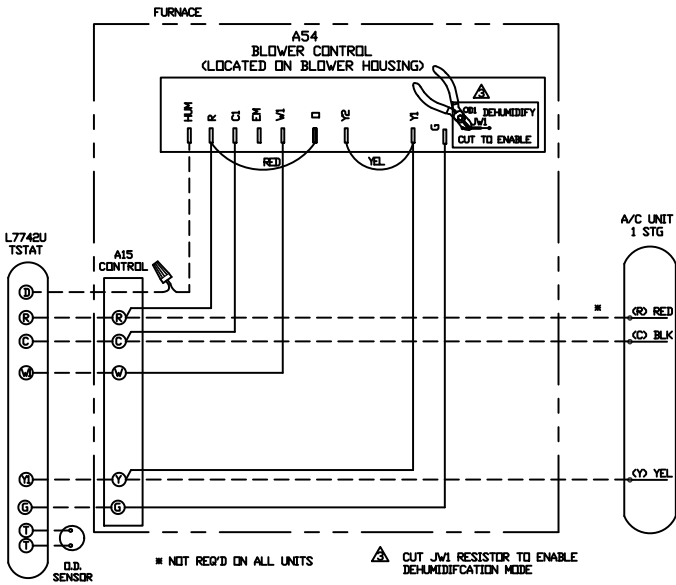 FURNACE
A54
BLOWER CONTROL
(LOCATED ON BLOWER HOUSING)
HUM
R
C1
EM
W1
O
Y2
Y1
G
3
OD1 DEHUMIDIFY
JW1
CUT TO ENABLE
RED
YEL
L7742U
TSTAT
A15
CONTROL
A/C UNIT
1 STG
D
R R * (R) RED
C C (C) BLK
W1 W
Y1 Y (Y) YEL
G G
T
T
O.D.
SENSOR
* NOT REQ'D ON ALL UNITS
3 CUT JW1 RESISTOR TO ENABLE
DEHUMIDIFCATION MODE